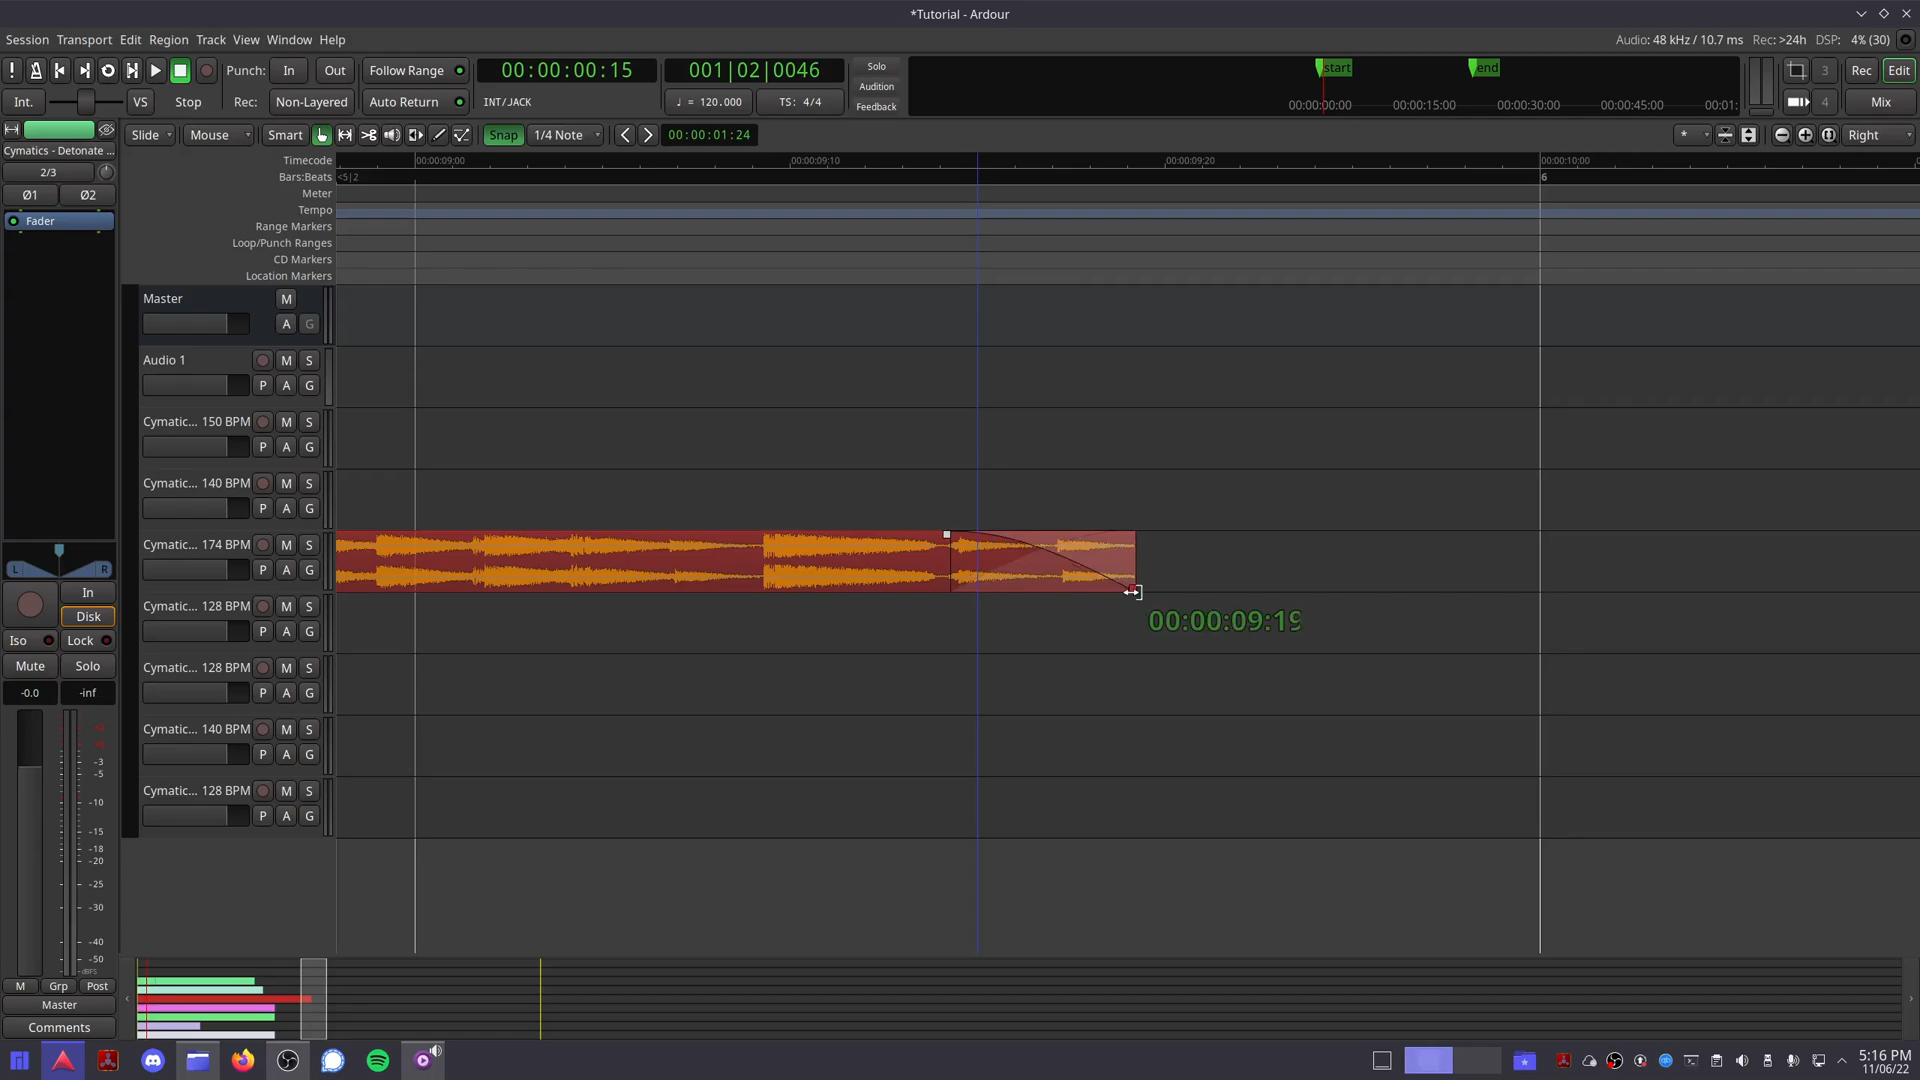 *Tutorial - Ardour
Session Transport Edit Region Track View Window Help
Audio: 48 kHz / 10.7 ms Rec: >24h DSP: 4% (30)
Punch: In Out Follow Range 00:00:00:15 001|02|0046
Solo
Audition
Feedback
start end
00:00:00:00 00:00:15:00 00:00:30:00 00:00:45:00 00:01:
3 Rec Edit
Int. VS Stop Rec: Non-Layered Auto Return INT/JACK ♩ = 120.000 TS: 4/4
4 Mix
Slide Mouse Smart Snap 1/4 Note 00:00:01:24 * Right
Cymatics - Detonate ...
2/3
Ø1 Ø2
Fader
Timecode 00:00:09:00 00:00:09:10 00:00:09:20 00:00:10:00
Bars:Beats <5|2 6
Meter
Tempo
Range Markers
Loop/Punch Ranges
CD Markers
Location Markers
Master M
A G
Audio 1 M S
P A G
Cymatic... 150 BPM M S
P A G
Cymatic... 140 BPM M S
P A G
Cymatic... 174 BPM M S
P A G
Cymatic... 128 BPM M S
P A G
00:00:09:19
Cymatic... 128 BPM M S
P A G
Cymatic... 140 BPM M S
P A G
Cymatic... 128 BPM M S
P A G
L R
In
Disk
Iso Lock
Mute Solo
-0.0 -inf
-3
-5
-10
-15
-18
-20
-25
-30
-40
-50
dBFS
M Grp Post
Master
Comments
5:16 PM
11/06/22